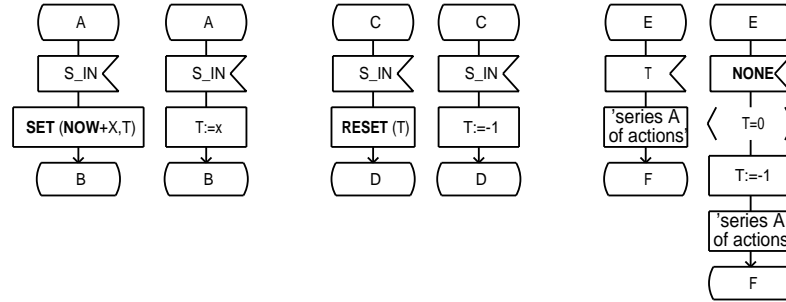 A
S_IN
SET (NOW+X,T)
B
A
S_IN
T:=x
B
C
S_IN
RESET (T)
D
C
S_IN
T:=-1
D
E
T
'series A
of actions'
F
E
NONE
T=0
T:=-1
'series A
of actions
F